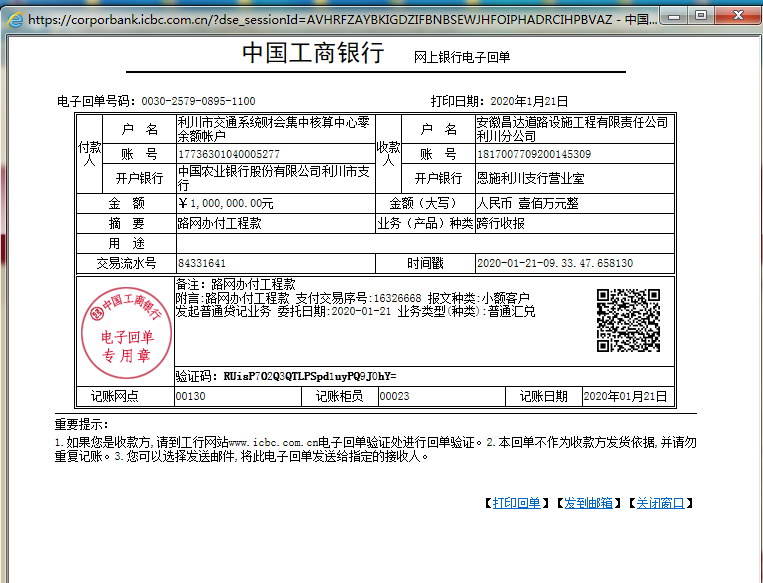 https://corporbank.icbc.com.cn/?dse_sessionId=AVHRFZAYBKIGDZIFBNBSEWJHFOIPHADRCIHPBVAZ - 中国...
中国工商银行 网上银行电子回单
电子回单号码：0030-2579-0895-1100 打印日期：2020年1月21日
付款人 户 名 利川市交通系统财会集中核算中心零余额帐户 收款人 户 名 安徽昌达道路设施工程有限责任公司利川分公司
账 号 17736301040005277 账 号 1817007709200145309
开户银行 中国农业银行股份有限公司利川市支行 开户银行 恩施利川支行营业室
金 额 ￥1,000,000.00元 金额（大写） 人民币 壹佰万元整
摘 要 路网办付工程款 业务（产品）种类 跨行收报
用 途
交易流水号 84331641 时间戳 2020-01-21-09.33.47.658130
中国工商银行
电子回单
专用章
备注：路网办付工程款
附言:路网办付工程款 支付交易序号:16326668 报文种类:小额客户
发起普通贷记业务 委托日期:2020-01-21 业务类型(种类):普通汇兑
验证码：RUisP7O2Q3QTLPSpd1uyPQ9J0hY=
记账网点 00130 记账柜员 00023 记账日期 2020年01月21日
重要提示：
1.如果您是收款方,请到工行网站www.icbc.com.cn电子回单验证处进行回单验证。2.本回单不作为收款方发货依据,并请勿
重复记账。3.您可以选择发送邮件,将此电子回单发送给指定的接收人。
【打印回单】【发到邮箱】【关闭窗口】